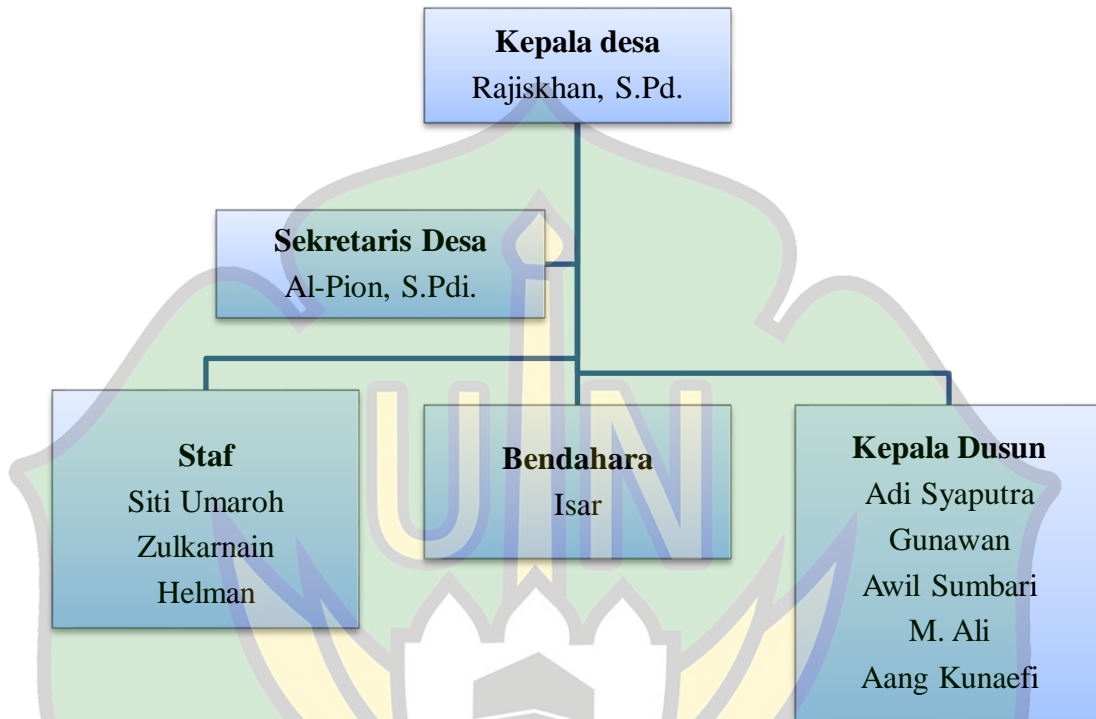 Kepala desa
Rajiskhan, S.Pd.
Sekretaris Desa
Al-Pion, S.Pdi.
Staf
Siti Umaroh
Zulkarnain
Helman
Bendahara
Isar
Kepala Dusun
Adi Syaputra
Gunawan
Awil Sumbari
M. Ali
Aang Kunaefi
UIN